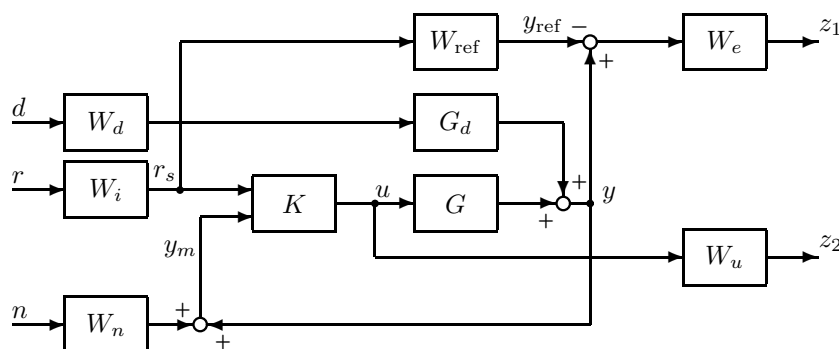 W_ref y_ref − W_e z_1
+
d W_d G_d
r W_i r_s K u G + + y
y_m
W_u z_2
n W_n + +